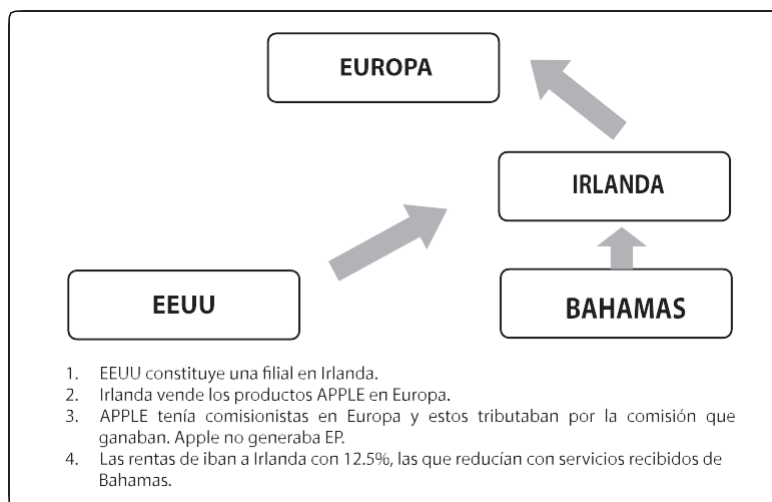 EUROPA
IRLANDA
EEUU
BAHAMAS
1. EEUU constituye una filial en Irlanda.
2. Irlanda vende los productos APPLE en Europa.
3. APPLE tenía comisionistas en Europa y estos tributaban por la comisión que
ganaban. Apple no generaba EP.
4. Las rentas de iban a Irlanda con 12.5%, las que reducían con servicios recibidos de
Bahamas.